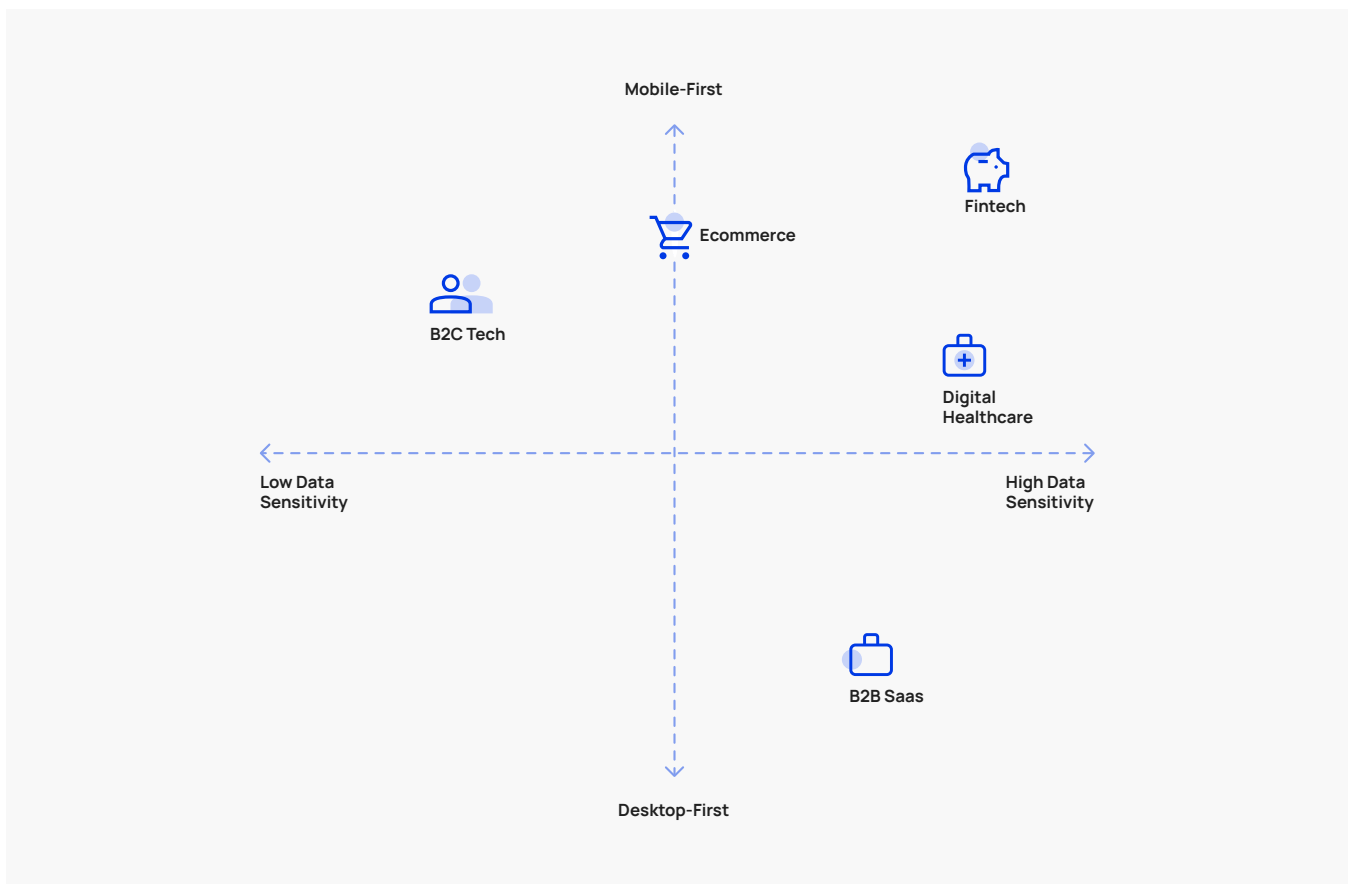 Mobile-First
Fintech
Ecommerce
B2C Tech
Digital
Healthcare
Low Data
Sensitivity
High Data
Sensitivity
B2B Saas
Desktop-First